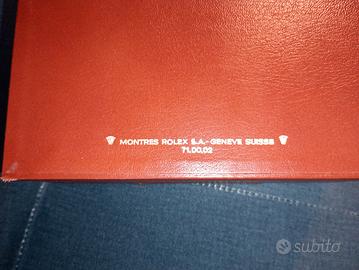 MONTRES ROLEX S.A.-GENEVE SUISSE
71.00.02
subito